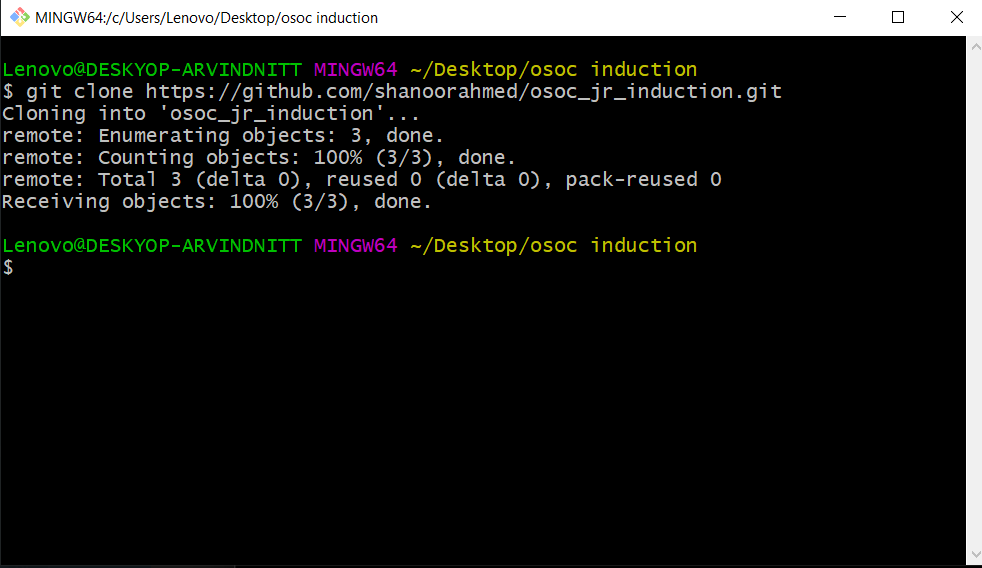 MINGW64:/c/Users/Lenovo/Desktop/osoc induction
Lenovo@DESKYOP-ARVINDNITT MINGW64 ~/Desktop/osoc induction
$ git clone https://github.com/shanoorahmed/osoc_jr_induction.git
Cloning into 'osoc_jr_induction'...
remote: Enumerating objects: 3, done.
remote: Counting objects: 100% (3/3), done.
remote: Total 3 (delta 0), reused 0 (delta 0), pack-reused 0
Receiving objects: 100% (3/3), done.
Lenovo@DESKYOP-ARVINDNITT MINGW64 ~/Desktop/osoc induction
$